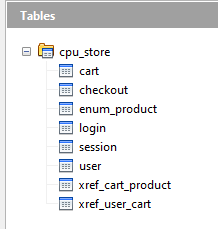 Tables
cpu_store
cart
checkout
enum_product
login
session
user
xref_cart_product
xref_user_cart